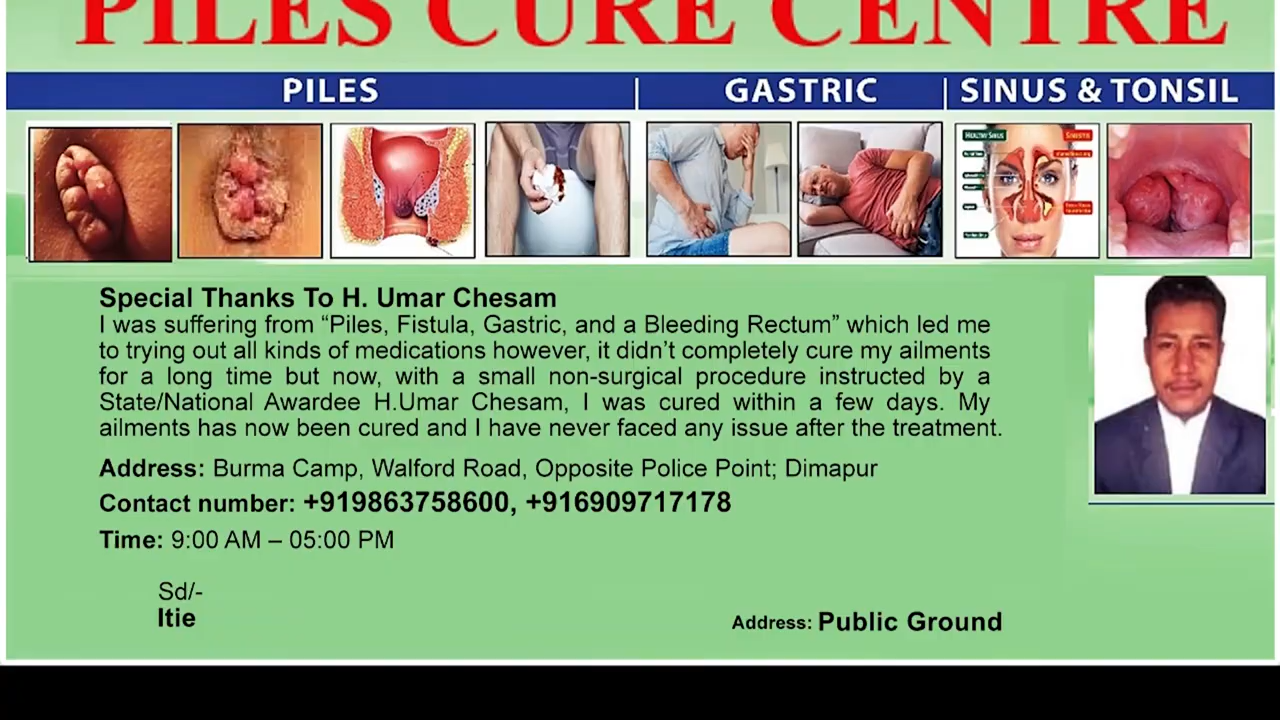 PILES CURE CENTRE
PILES | GASTRIC | SINUS & TONSIL
HEALTHY SINUS
SINUSITIS
Special Thanks To H. Umar Chesam
I was suffering from “Piles, Fistula, Gastric, and a Bleeding Rectum” which led me
to trying out all kinds of medications however, it didn’t completely cure my ailments
for a long time but now, with a small non-surgical procedure instructed by a
State/National Awardee H.Umar Chesam, I was cured within a few days. My
ailments has now been cured and I have never faced any issue after the treatment.
Address: Burma Camp, Walford Road, Opposite Police Point; Dimapur
Contact number: +919863758600, +916909717178
Time: 9:00 AM – 05:00 PM
Sd/-
Itie
Address: Public Ground